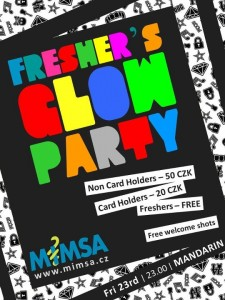 FRESHER'S
GLOW
PARTY
Non Card Holders – 50 CZK
Card Holders – 20 CZK
Freshers – FREE
Free welcome shots
MIMSA
www.mimsa.cz
Fri 23rd | 23.00 | MANDARIN